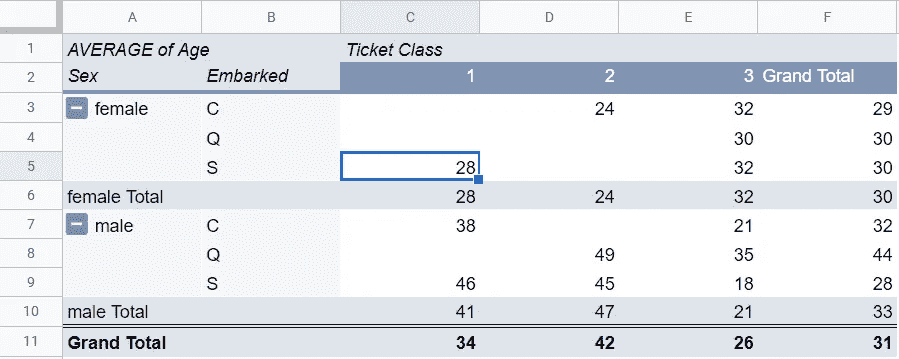 A B C D E F
1 AVERAGE of Age Ticket Class
2 Sex Embarked 1 2 3 Grand Total
3 female C 24 32 29
4 Q 30 30
5 S 28 32 30
6 female Total 28 24 32 30
7 male C 38 21 32
8 Q 49 35 44
9 S 46 45 18 28
10 male Total 41 47 21 33
11 Grand Total 34 42 26 31